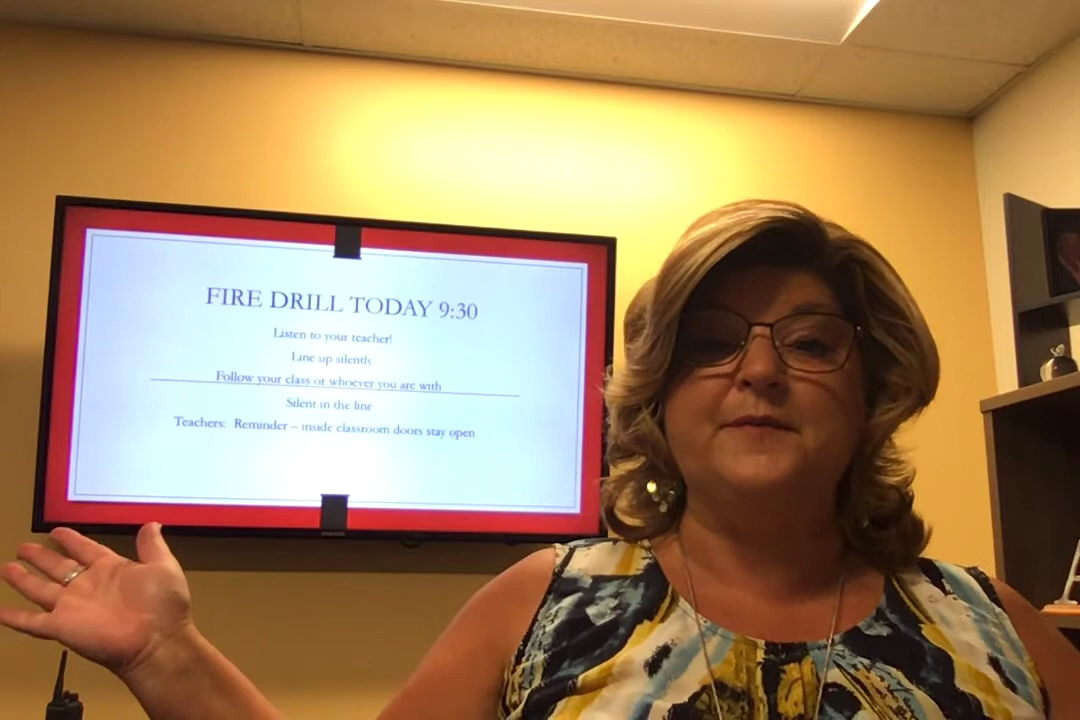 FIRE DRILL TODAY 9:30
Listen to your teacher!
Line up silently
Follow your class or whoever you are with
Silent in the line
Teachers: Reminder – inside classroom doors stay open